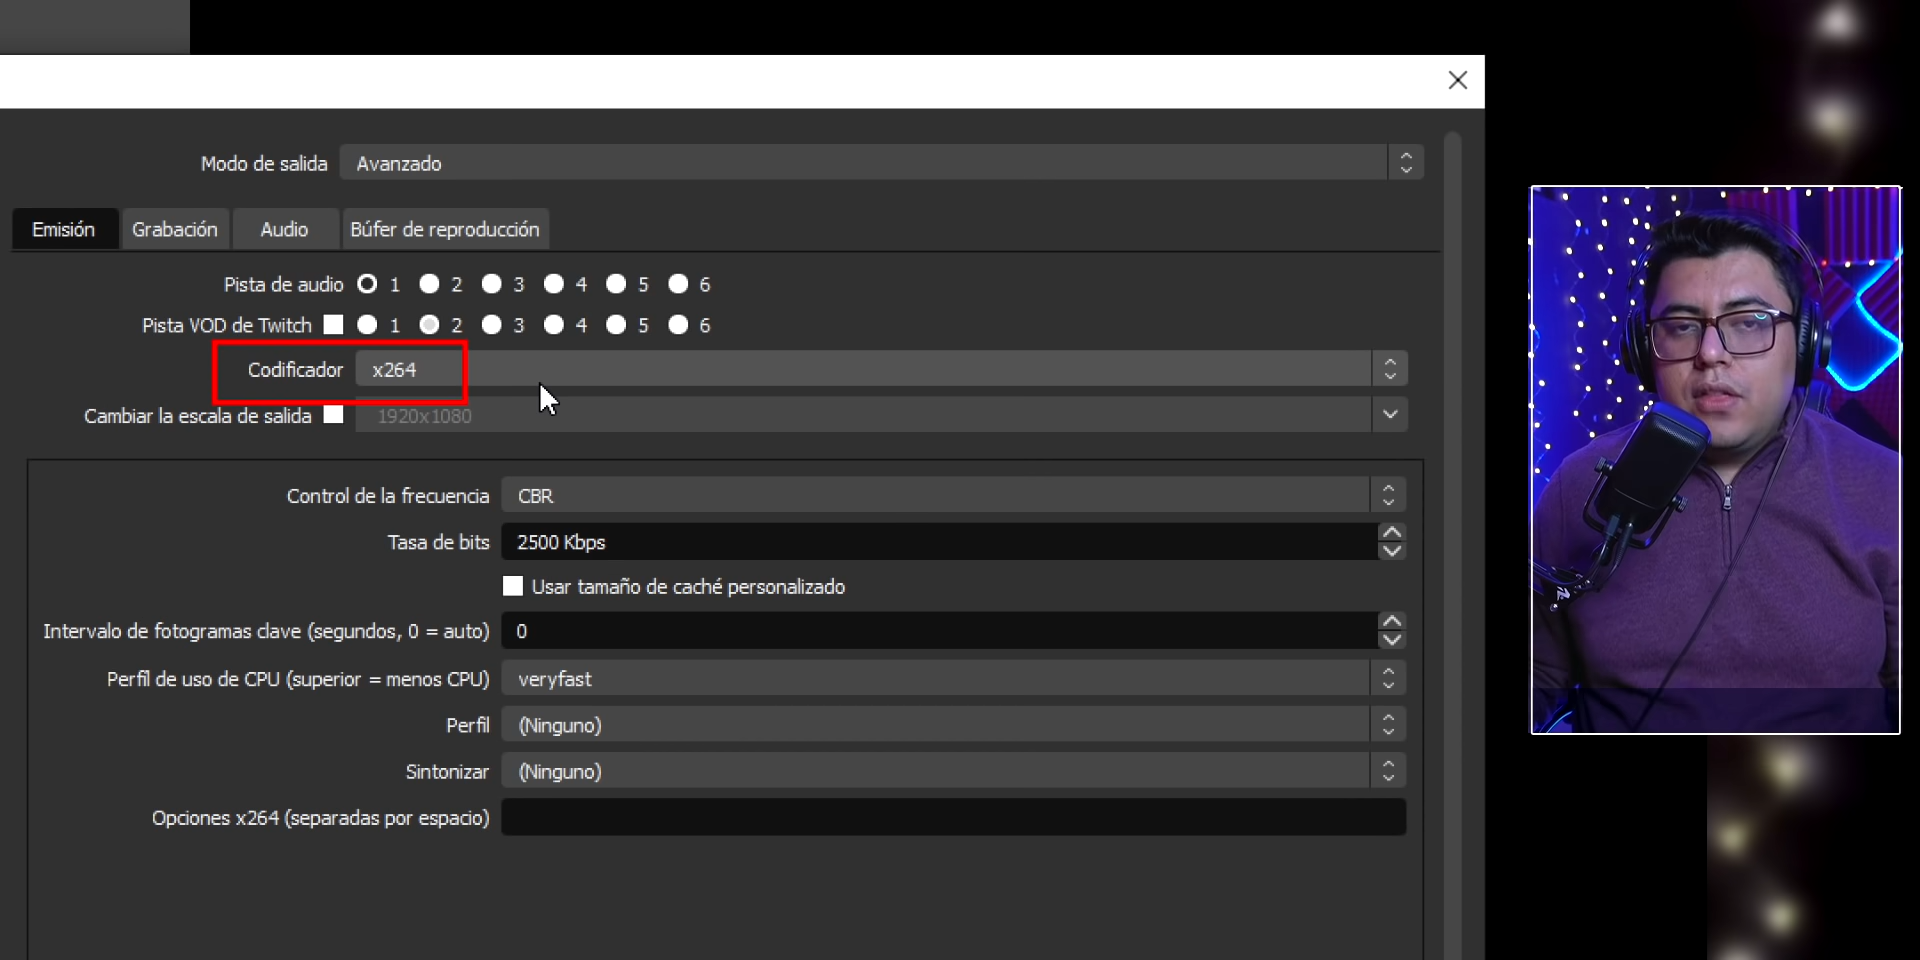 Modo de salida Avanzado
Emisión Grabación Audio Búfer de reproducción
Pista de audio 1 2 3 4 5 6
Pista VOD de Twitch 1 2 3 4 5 6
Codificador x264
Cambiar la escala de salida 1920x1080
Control de la frecuencia CBR
Tasa de bits 2500 Kbps
Usar tamaño de caché personalizado
Intervalo de fotogramas clave (segundos, 0 = auto) 0
Perfil de uso de CPU (superior = menos CPU) veryfast
Perfil (Ninguno)
Sintonizar (Ninguno)
Opciones x264 (separadas por espacio)